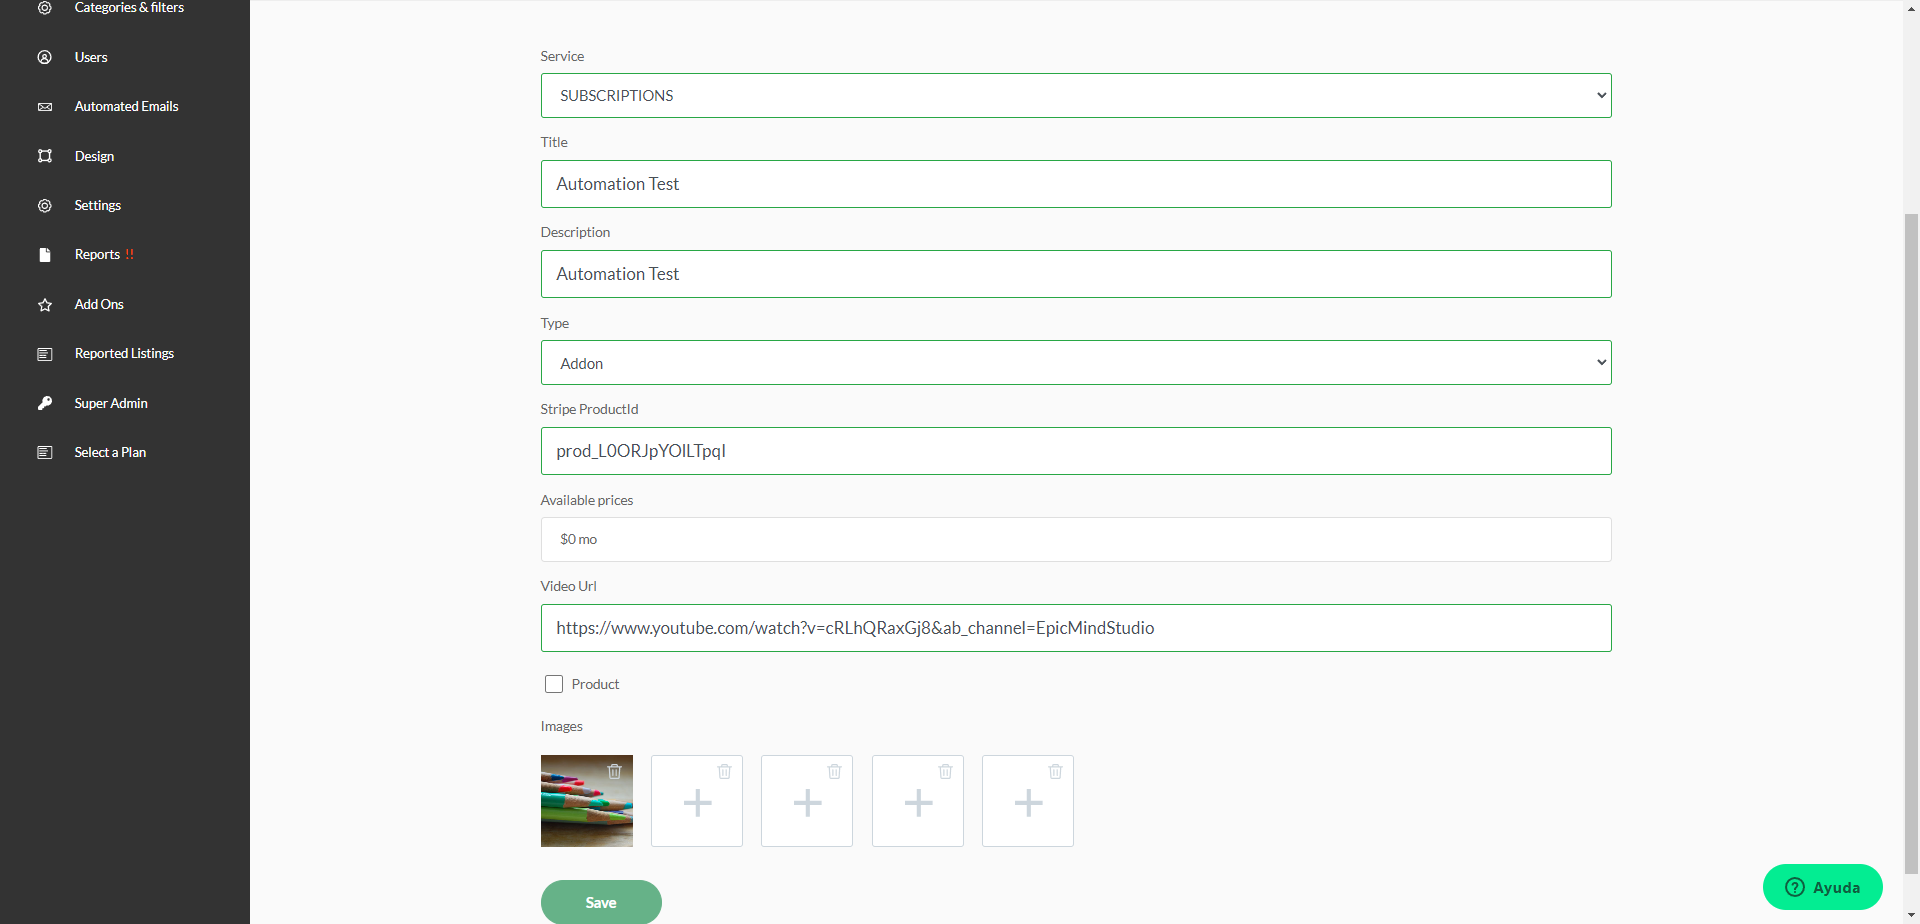 Categories & filters
Users
Automated Emails
Design
Settings
Reports !!
Add Ons
Reported Listings
Super Admin
Select a Plan
Service
SUBSCRIPTIONS
Title
Automation Test
Description
Automation Test
Type
Addon
Stripe ProductId
prod_L0ORJpYOlLTpqI
Available prices
$0 mo
Video Url
https://www.youtube.com/watch?v=cRLhQRaxGj8&ab_channel=EpicMindStudio
Product
Images
Save
Ayuda